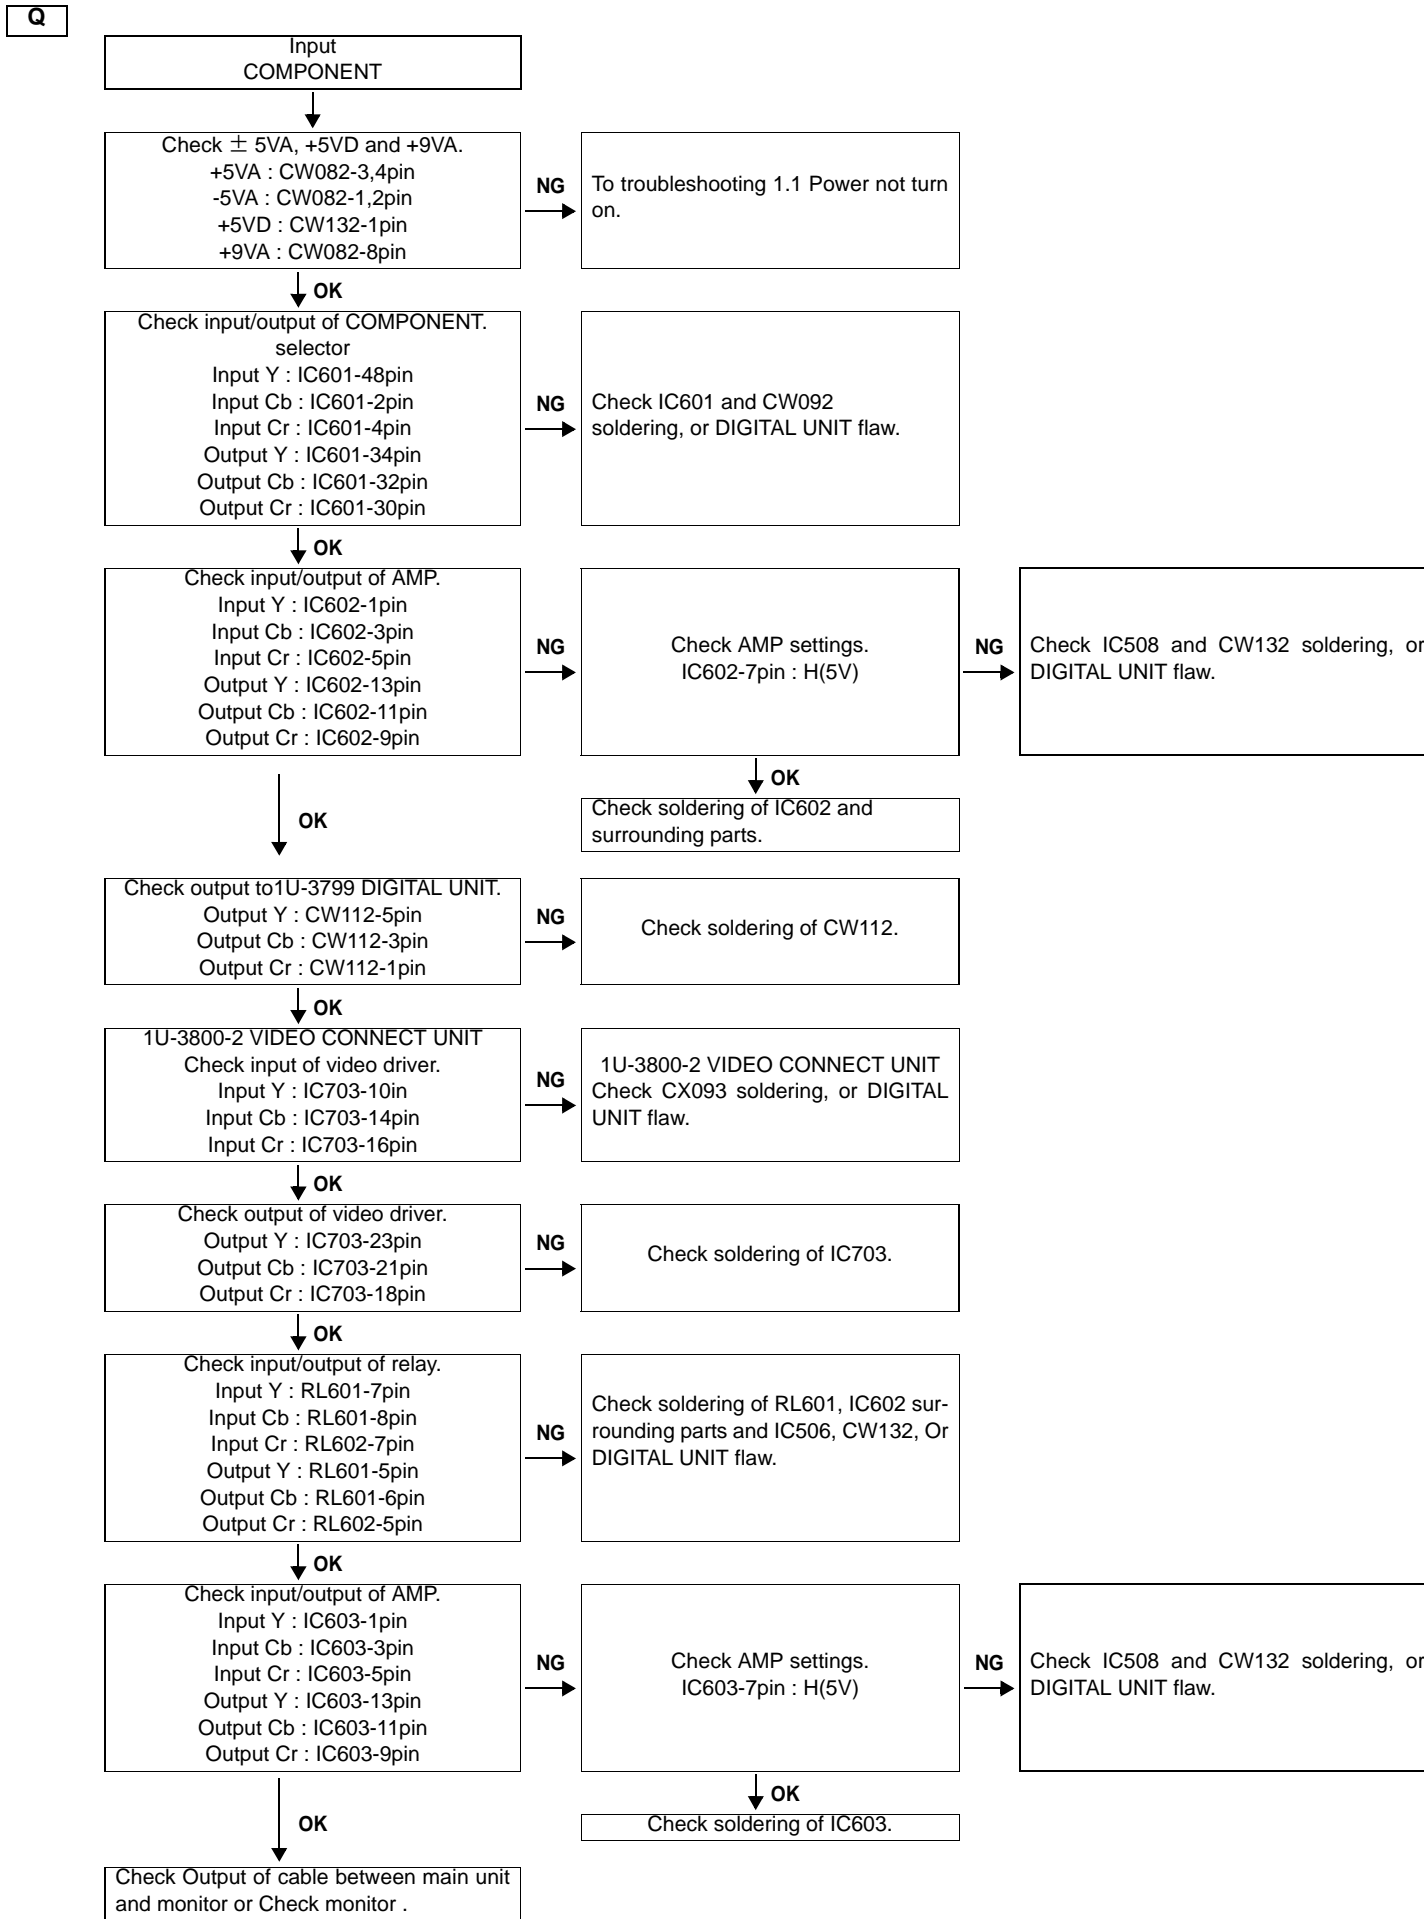 Q
Input
COMPONENT
Check ± 5VA, +5VD and +9VA.
+5VA : CW082-3,4pin
-5VA : CW082-1,2pin
+5VD : CW132-1pin
+9VA : CW082-8pin
NG
To troubleshooting 1.1 Power not turn
on.
OK
Check input/output of COMPONENT.
selector
Input Y : IC601-48pin
Input Cb : IC601-2pin
Input Cr : IC601-4pin
Output Y : IC601-34pin
Output Cb : IC601-32pin
Output Cr : IC601-30pin
NG
Check IC601 and CW092
soldering, or DIGITAL UNIT flaw.
OK
Check input/output of AMP.
Input Y : IC602-1pin
Input Cb : IC602-3pin
Input Cr : IC602-5pin
Output Y : IC602-13pin
Output Cb : IC602-11pin
Output Cr : IC602-9pin
NG
Check AMP settings.
IC602-7pin : H(5V)
NG
Check IC508 and CW132 soldering, or
DIGITAL UNIT flaw.
OK
Check soldering of IC602 and
surrounding parts.
OK
Check output to1U-3799 DIGITAL UNIT.
Output Y : CW112-5pin
Output Cb : CW112-3pin
Output Cr : CW112-1pin
NG
Check soldering of CW112.
OK
1U-3800-2 VIDEO CONNECT UNIT
Check input of video driver.
Input Y : IC703-10in
Input Cb : IC703-14pin
Input Cr : IC703-16pin
NG
1U-3800-2 VIDEO CONNECT UNIT
Check CX093 soldering, or DIGITAL
UNIT flaw.
OK
Check output of video driver.
Output Y : IC703-23pin
Output Cb : IC703-21pin
Output Cr : IC703-18pin
NG
Check soldering of IC703.
OK
Check input/output of relay.
Input Y : RL601-7pin
Input Cb : RL601-8pin
Input Cr : RL602-7pin
Output Y : RL601-5pin
Output Cb : RL601-6pin
Output Cr : RL602-5pin
NG
Check soldering of RL601, IC602 sur-
rounding parts and IC506, CW132, Or
DIGITAL UNIT flaw.
OK
Check input/output of AMP.
Input Y : IC603-1pin
Input Cb : IC603-3pin
Input Cr : IC603-5pin
Output Y : IC603-13pin
Output Cb : IC603-11pin
Output Cr : IC603-9pin
NG
Check AMP settings.
IC603-7pin : H(5V)
NG
Check IC508 and CW132 soldering, or
DIGITAL UNIT flaw.
OK
Check soldering of IC603.
OK
Check Output of cable between main unit
and monitor or Check monitor .